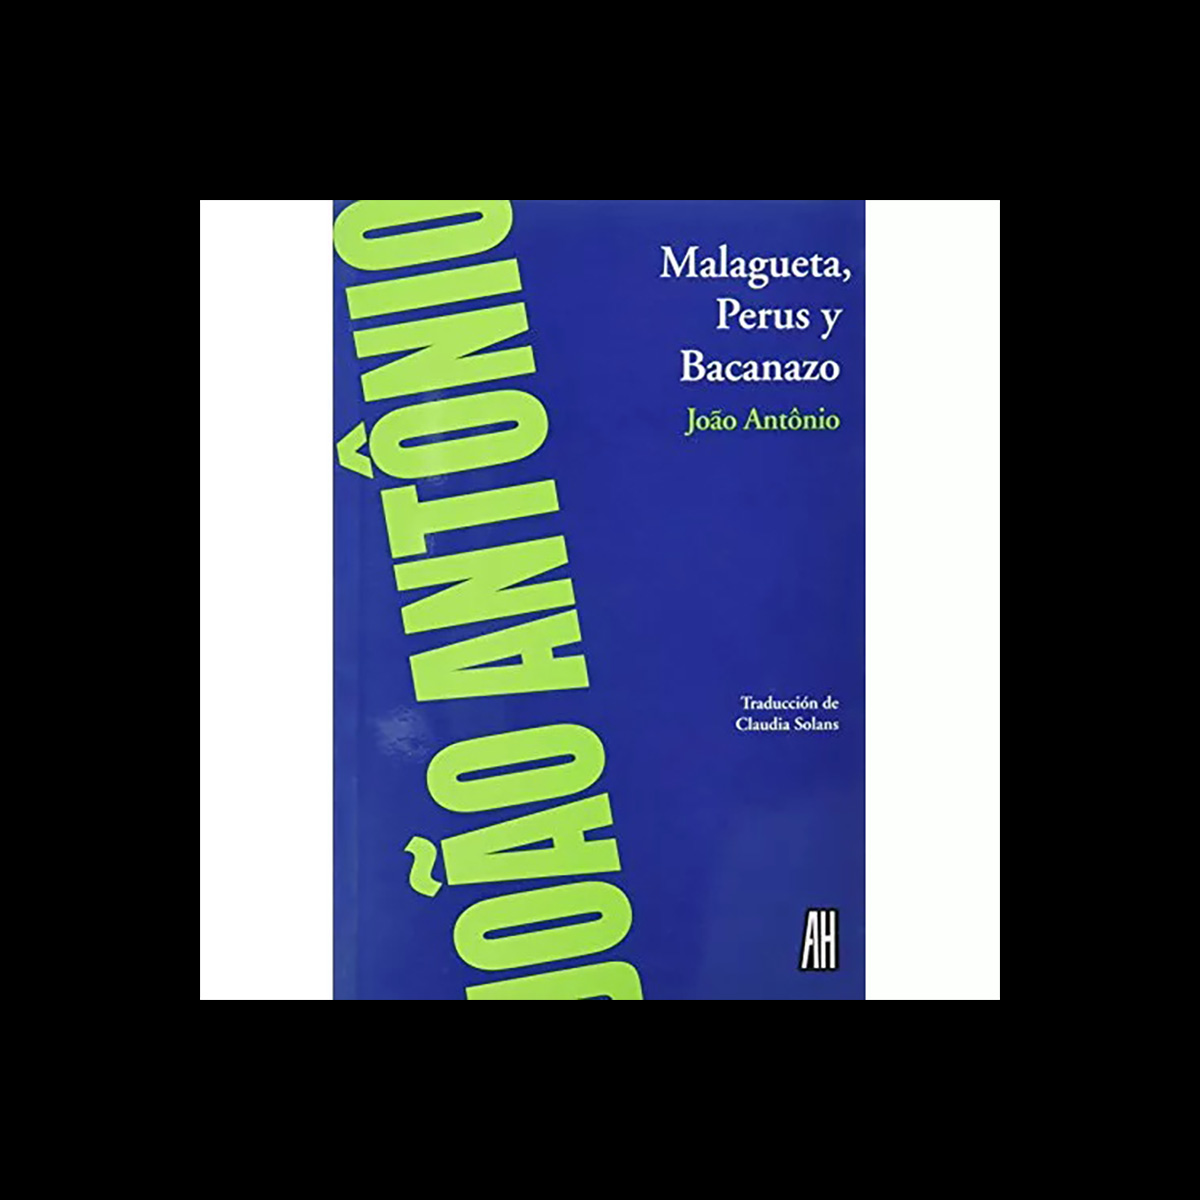 JOÃO ANTÔNIO
Malagueta,
Perus y
Bacanazo
João Antônio
Traducción de
Claudia Solans
AH